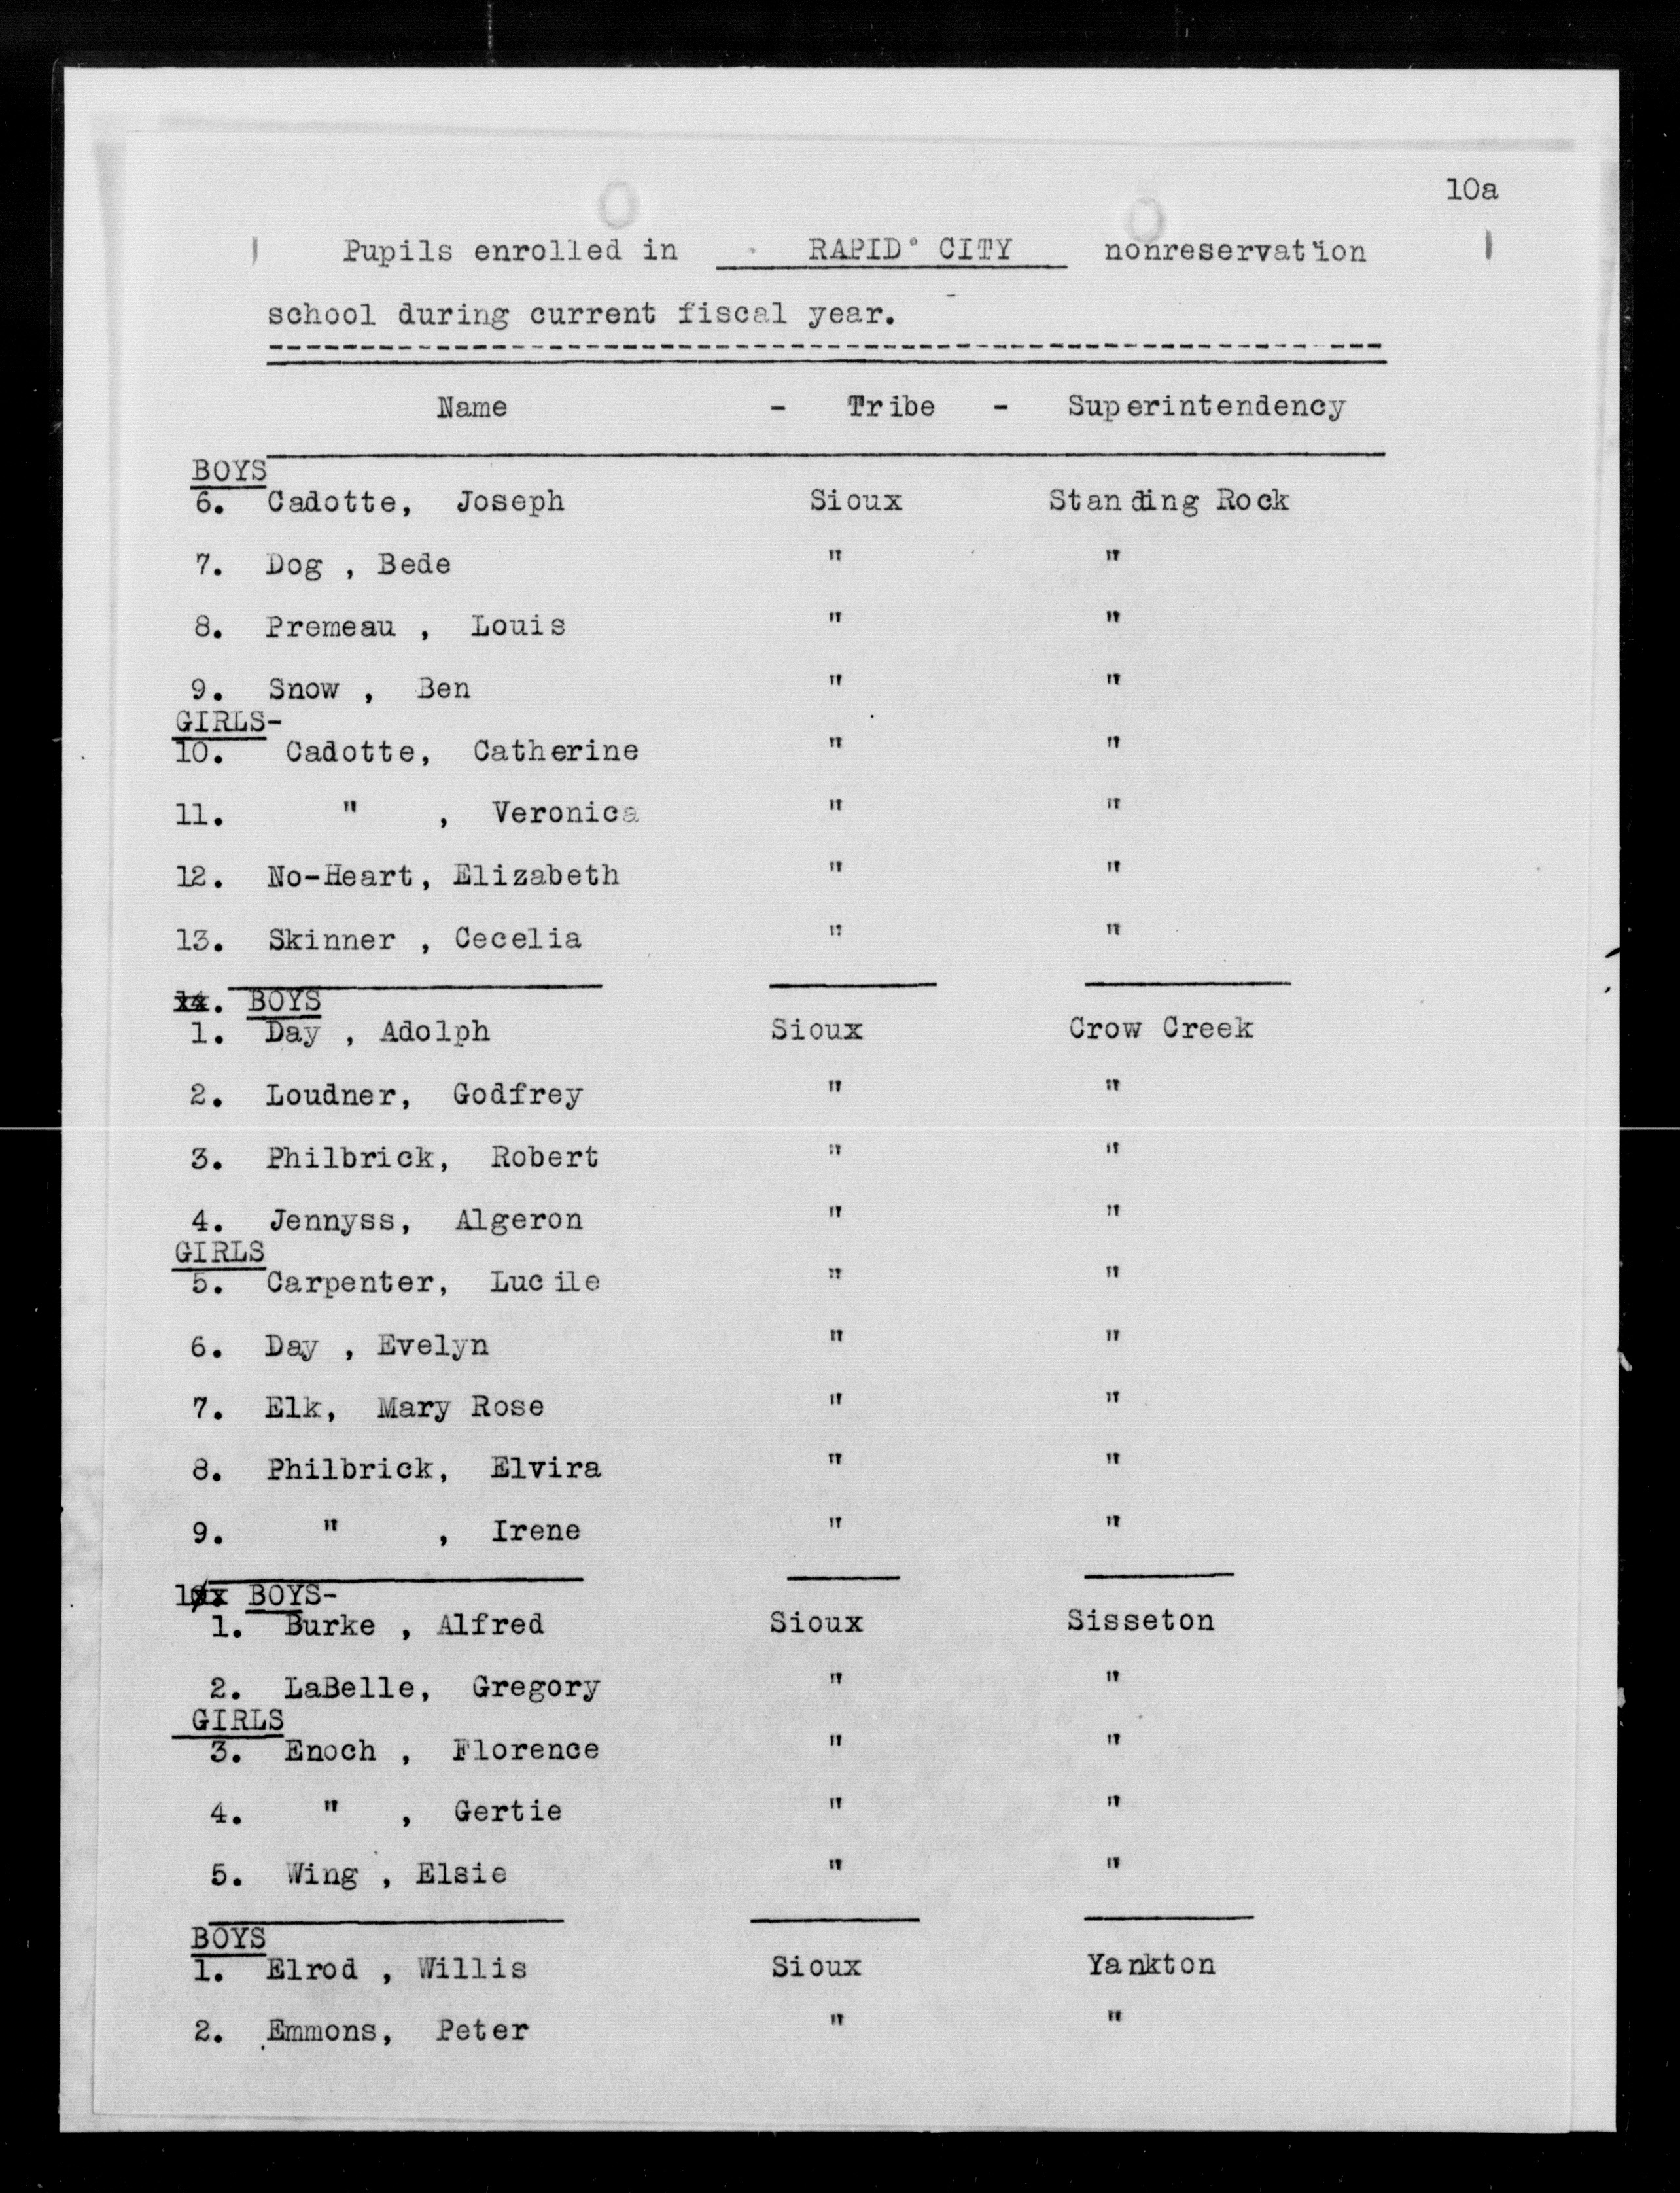 10a
Pupils enrolled in RAPID CITY nonreservation
school during current fiscal year.
Name - Tribe - Superintendency
BOYS
6. Cadotte, Joseph Sioux Standing Rock
7. Dog , Bede " "
8. Premeau , Louis " "
9. Snow , Ben " "
GIRLS-
10. Cadotte, Catherine " "
11. " , Veronica " "
12. No-Heart, Elizabeth " "
13. Skinner , Cecelia " "
BOYS
1. Day , Adolph Sioux Crow Creek
2. Loudner, Godfrey " "
3. Philbrick, Robert " "
4. Jennyss, Algeron " "
GIRLS
5. Carpenter, Lucile " "
6. Day , Evelyn " "
7. Elk, Mary Rose " "
8. Philbrick, Elvira " "
9. " , Irene " "
BOYS-
1. Burke , Alfred Sioux Sisseton
2. LaBelle, Gregory " "
GIRLS
3. Enoch , Florence " "
4. " , Gertie " "
5. Wing , Elsie " "
BOYS
1. Elrod , Willis Sioux Yankton
2. Emmons, Peter " "